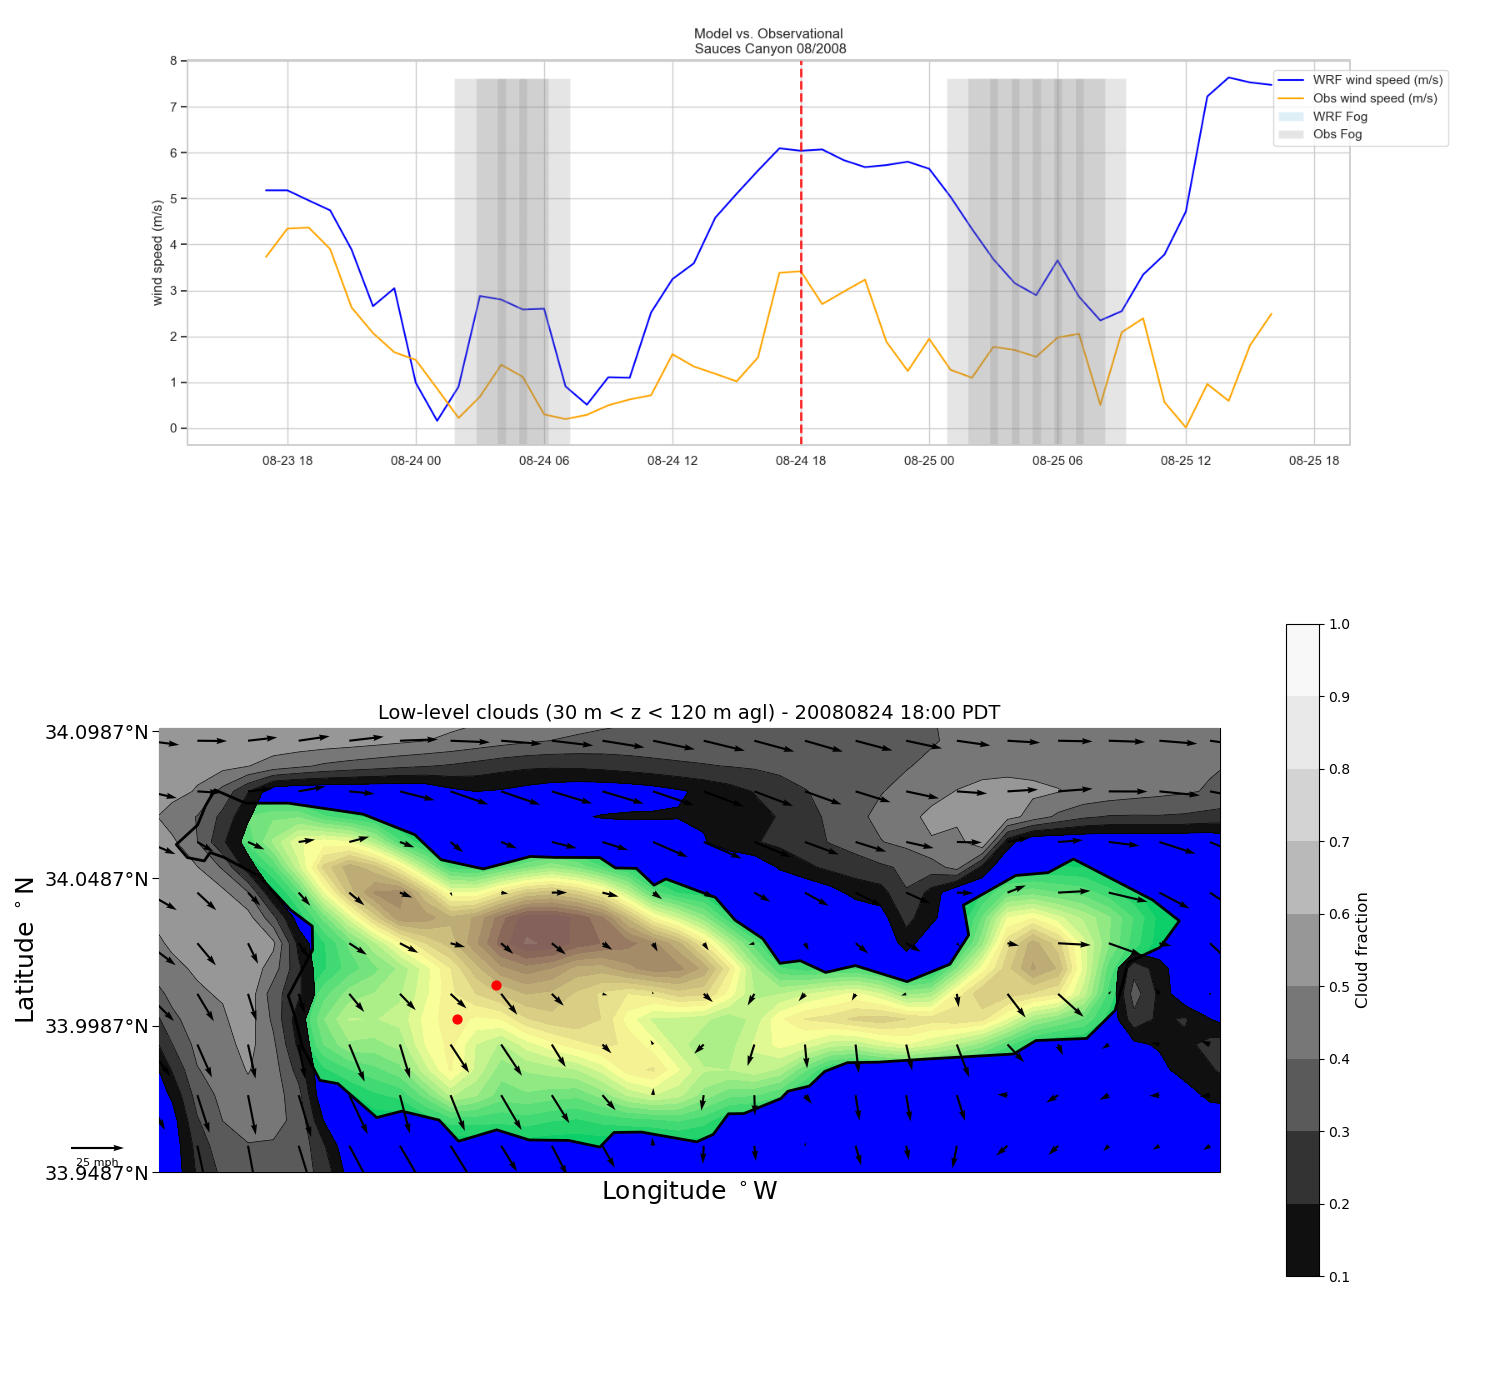 Model vs. Observational
Sauces Canyon 08/2008
8
7
6
5
4
3
2
1
0
wind speed (m/s)
WRF wind speed (m/s)
Obs wind speed (m/s)
WRF Fog
Obs Fog
08-23 18 08-24 00 08-24 06 08-24 12 08-24 18 08-25 00 08-25 06 08-25 12 08-25 18
Low-level clouds (30 m < z < 120 m agl) - 20080824 18:00 PDT
34.0987°N
34.0487°N
33.9987°N
33.9487°N
Latitude °N
25 mph
Longitude °W
1.0
0.9
0.8
0.7
0.6
0.5
0.4
0.3
0.2
0.1
Cloud fraction